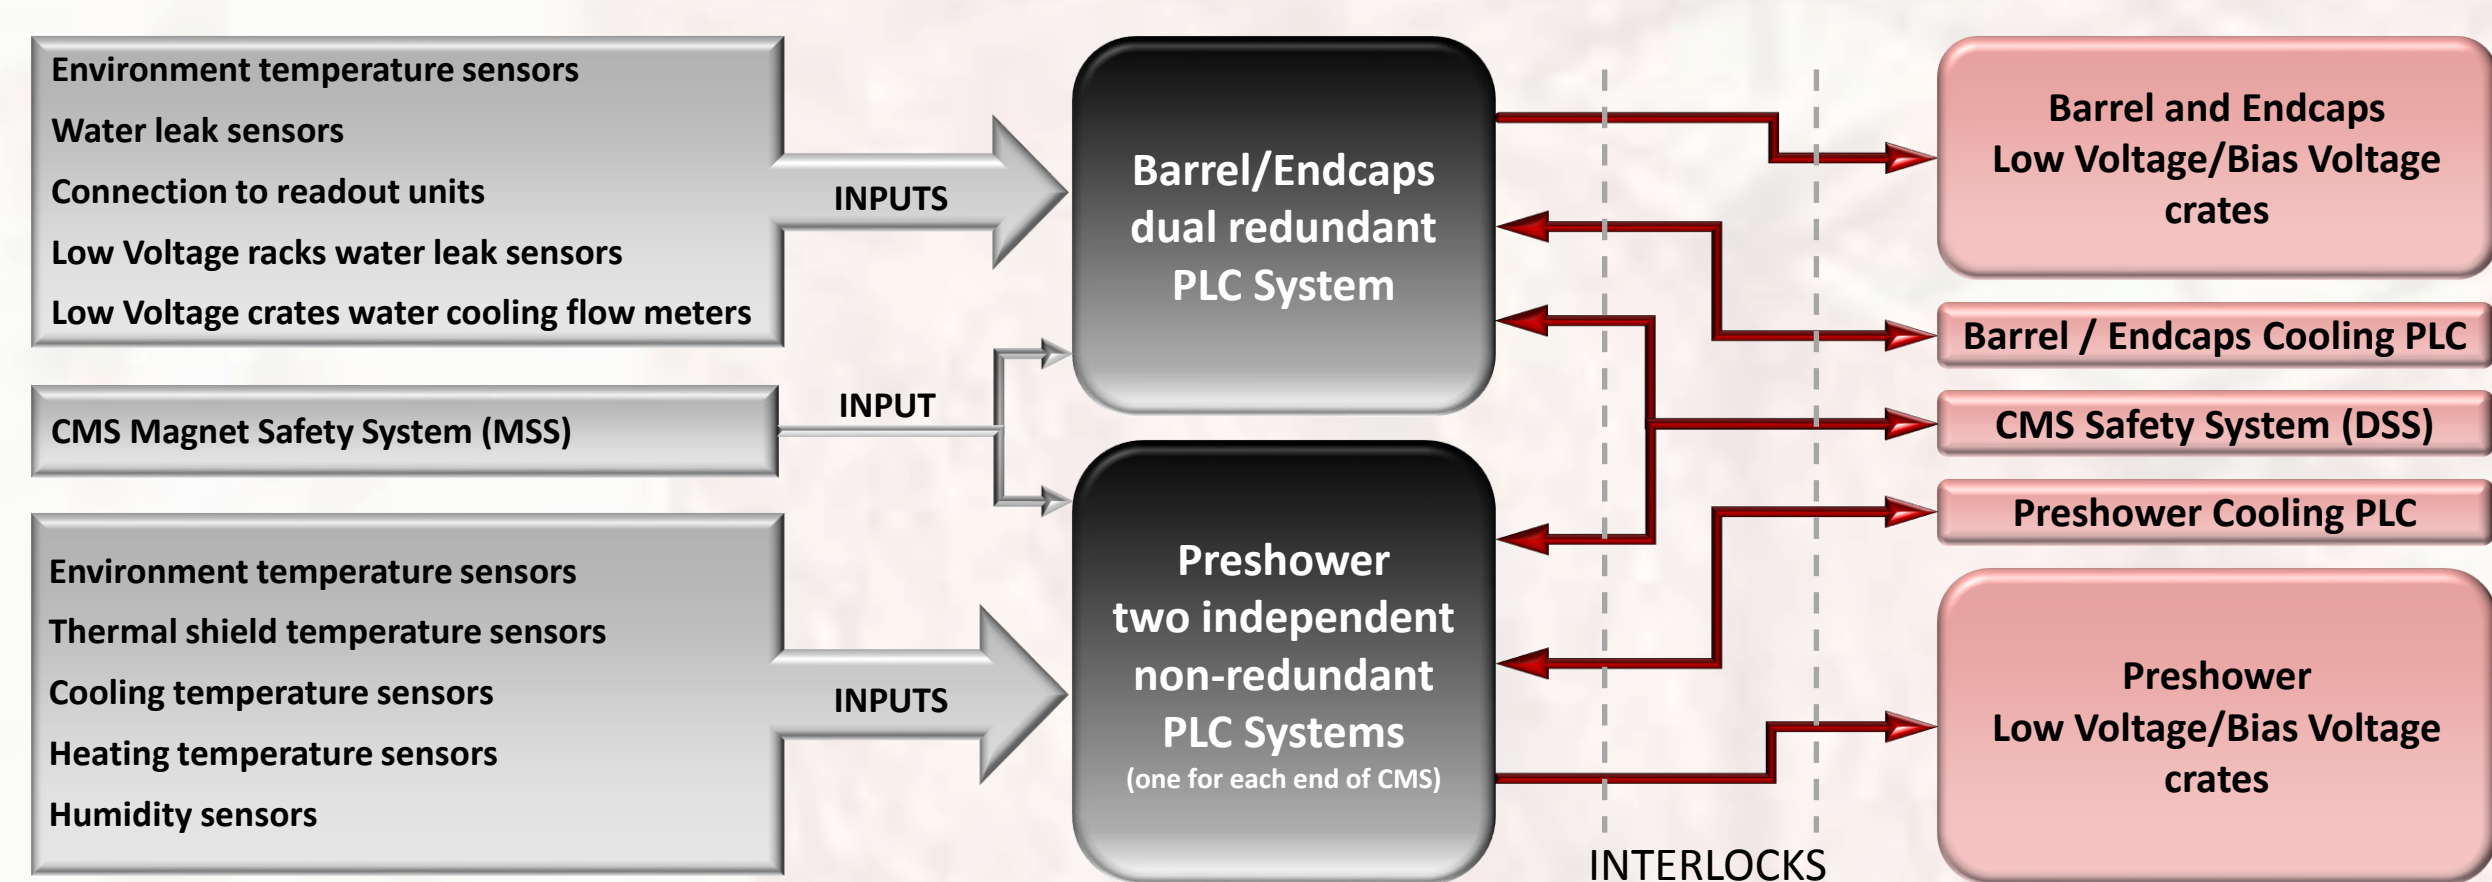 Environment temperature sensors
Water leak sensors
Connection to readout units
Low Voltage racks water leak sensors
Low Voltage crates water cooling flow meters
INPUTS
CMS Magnet Safety System (MSS)
INPUT
Environment temperature sensors
Thermal shield temperature sensors
Cooling temperature sensors
Heating temperature sensors
Humidity sensors
INPUTS
Barrel/Endcaps
dual redundant
PLC System
Preshower
two independent
non-redundant
PLC Systems
(one for each end of CMS)
INTERLOCKS
Barrel and Endcaps
Low Voltage/Bias Voltage
crates
Barrel / Endcaps Cooling PLC
CMS Safety System (DSS)
Preshower Cooling PLC
Preshower
Low Voltage/Bias Voltage
crates